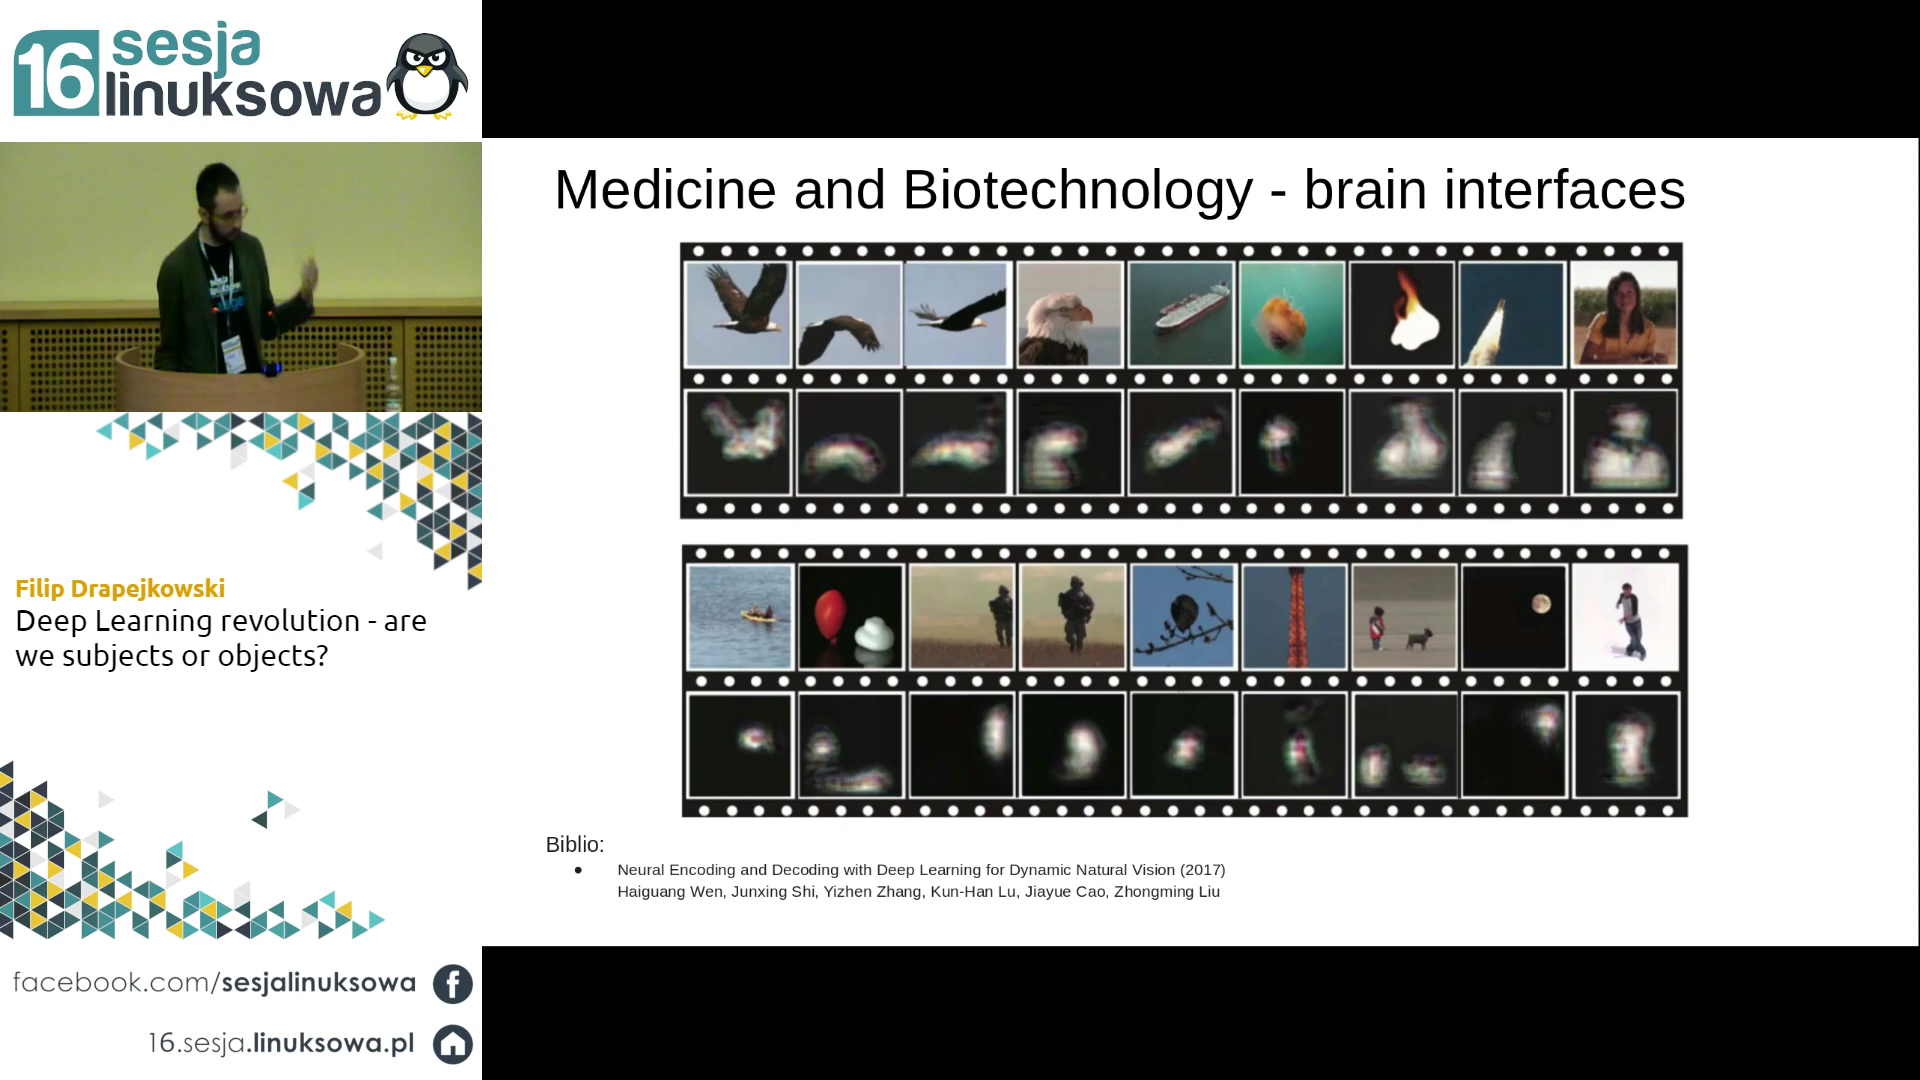 16 sesja
linuksowa
Medicine and Biotechnology - brain interfaces
Filip Drapejkowski
Deep Learning revolution - are
we subjects or objects?
Biblio:
● Neural Encoding and Decoding with Deep Learning for Dynamic Natural Vision (2017)
Haiguang Wen, Junxing Shi, Yizhen Zhang, Kun-Han Lu, Jiayue Cao, Zhongming Liu
facebook.com/sesjalinuksowa
16.sesja.linuksowa.pl